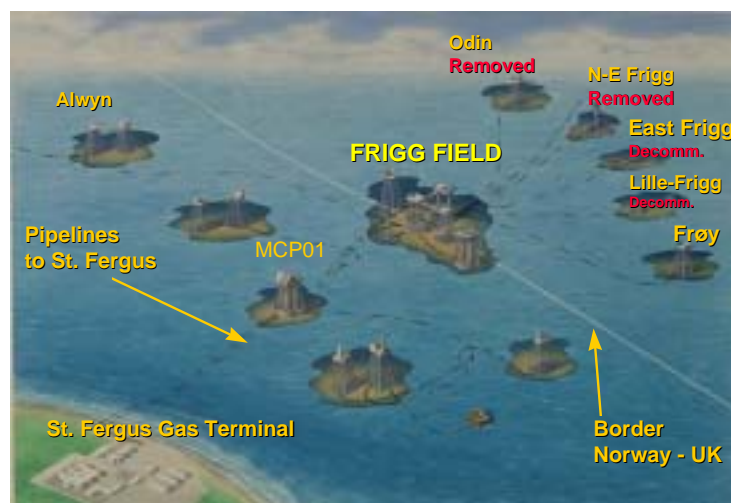 Odin
Removed
N-E Frigg
Removed
Alwyn
East Frigg
Decomm.
FRIGG FIELD
Lille-Frigg
Decomm.
Pipelines
to St. Fergus
MCP01
Frøy
St. Fergus Gas Terminal
Border
Norway - UK